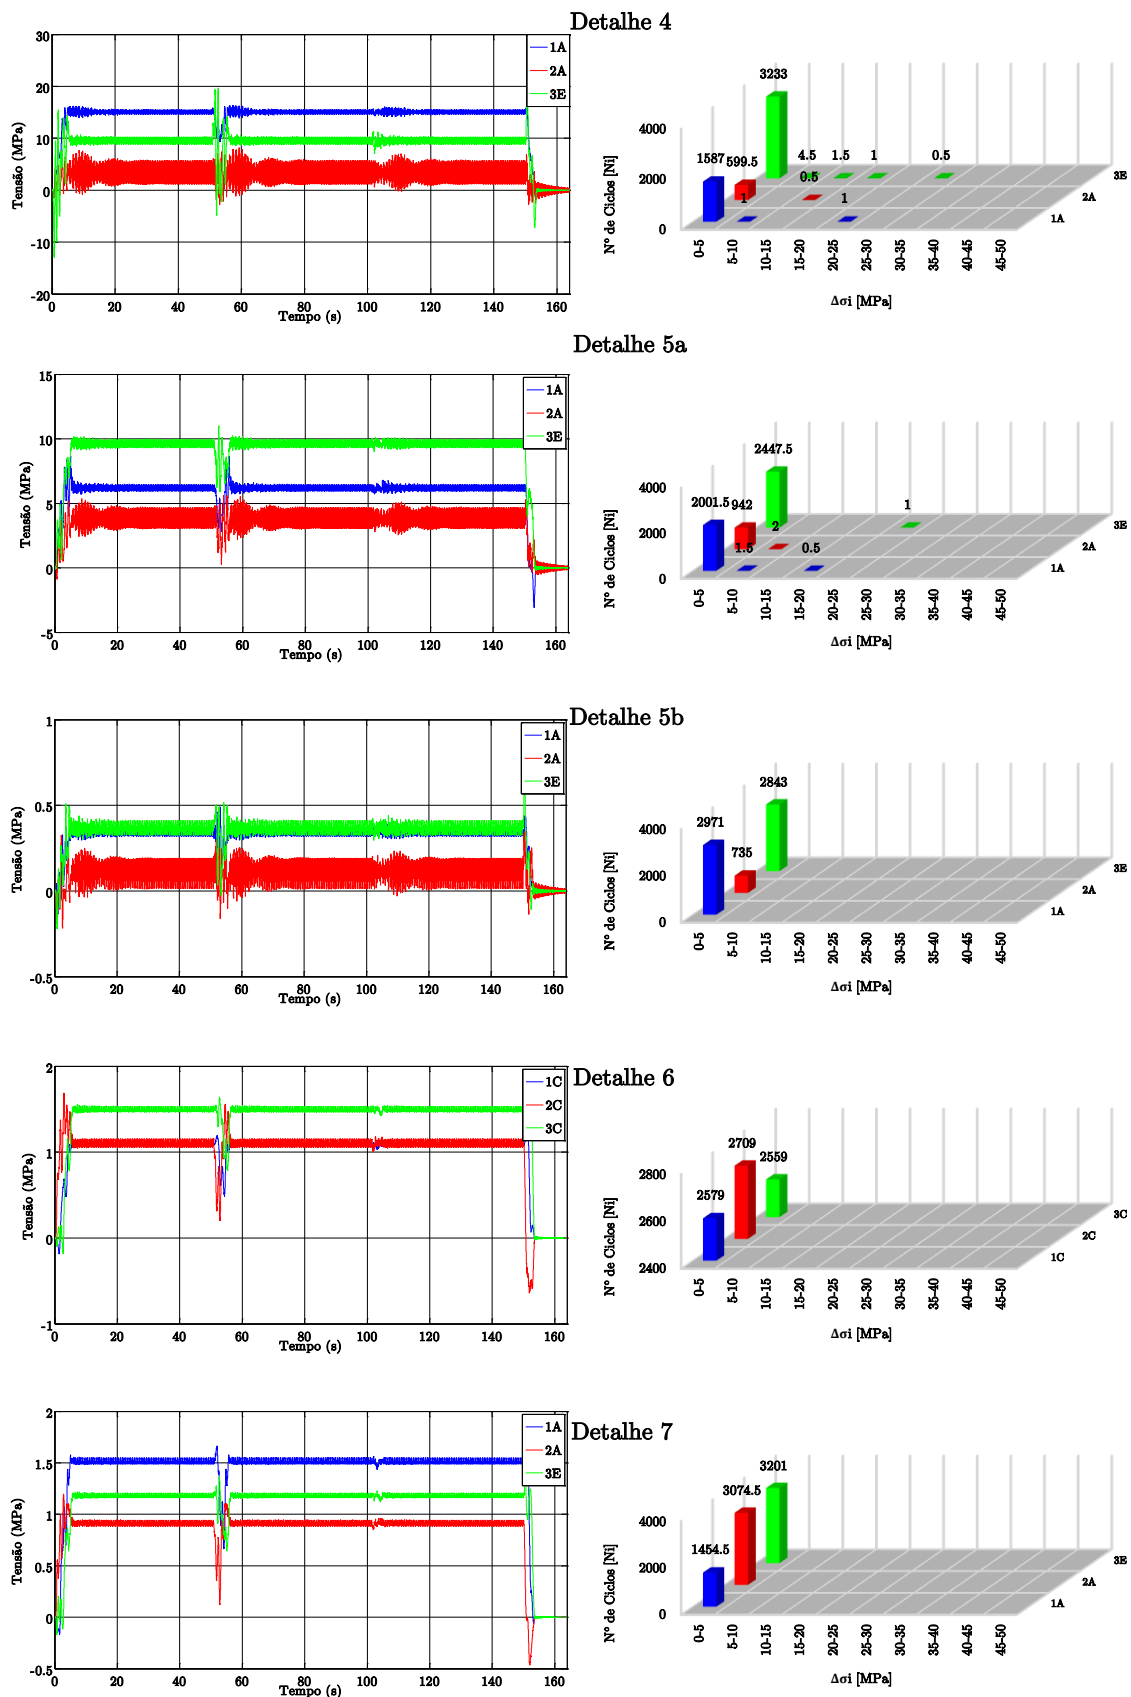 Detalhe 4
30
20
10
0
-10
-20
Tensão (MPa)
0 20 40 60 80 100 120 140 160
Tempo (s)
1A
2A
3E
4000
2000
0
Nº de Ciclos [Ni]
1587 599.5 3233
1 0.5 1
4.5 1.5 1 0.5
0-5 5-10 10-15 15-20 20-25 25-30 30-35 35-40 40-45 45-50
Δσi [MPa]
1A
2A
3E
Detalhe 5a
15
10
5
0
-5
Tensão (MPa)
0 20 40 60 80 100 120 140 160
Tempo (s)
1A
2A
3E
4000
2000
0
Nº de Ciclos [Ni]
2001.5 942 2447.5
1.5 2 0.5 1
0-5 5-10 10-15 15-20 20-25 25-30 30-35 35-40 40-45 45-50
Δσi [MPa]
1A
2A
3E
Detalhe 5b
1
0.5
0
-0.5
Tensão (MPa)
0 20 40 60 80 100 120 140 160
Tempo (s)
1A
2A
3E
4000
2000
0
Nº de Ciclos [Ni]
2971 735 2843
0-5 5-10 10-15 15-20 20-25 25-30 30-35 35-40 40-45 45-50
Δσi [MPa]
1A
2A
3E
Detalhe 6
2
1
0
-1
Tensão (MPa)
0 20 40 60 80 100 120 140 160
Tempo (s)
1C
2C
3C
2800
2600
2400
Nº de Ciclos [Ni]
2579 2709 2559
0-5 5-10 10-15 15-20 20-25 25-30 30-35 35-40 40-45 45-50
Δσi [MPa]
1C
2C
3C
Detalhe 7
2
1.5
1
0.5
0
-0.5
Tensão (MPa)
0 20 40 60 80 100 120 140 160
Tempo (s)
1A
2A
3E
4000
2000
0
Nº de Ciclos [Ni]
1454.5 3074.5 3201
0-5 5-10 10-15 15-20 20-25 25-30 30-35 35-40 40-45 45-50
Δσi [MPa]
1A
2A
3E